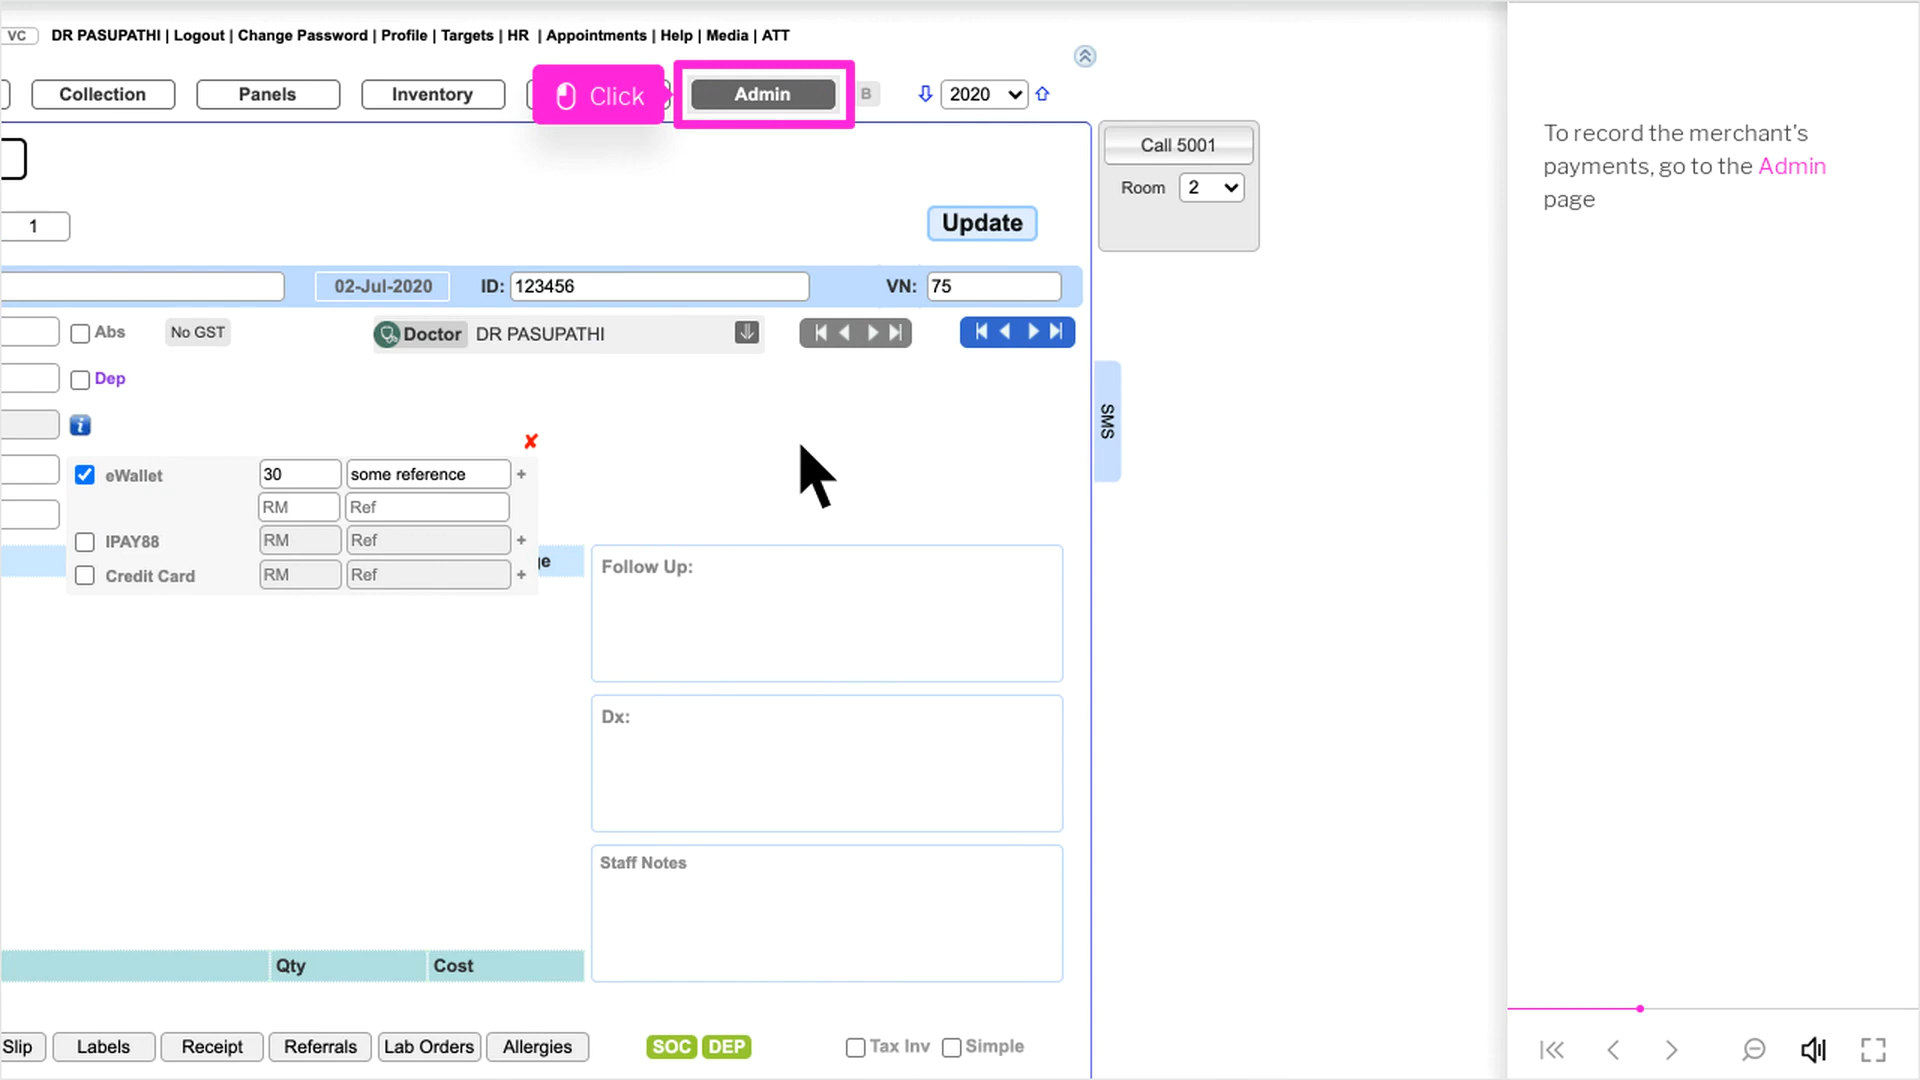 VC DR PASUPATHI | Logout | Change Password | Profile | Targets | HR | Appointments | Help | Media | ATT
Collection Panels Inventory Click Admin B 2020
Call 5001
Room 2
1
Update
02-Jul-2020 ID: 123456 VN: 75
Abs No GST Doctor DR PASUPATHI
Dep
SMS
eWallet 30 some reference +
RM Ref
IPAY88 RM Ref +
Credit Card RM Ref +
Follow Up:
Dx:
Staff Notes
Qty Cost
Slip Labels Receipt Referrals Lab Orders Allergies SOC DEP Tax Inv Simple
To record the merchant's
payments, go to the Admin
page